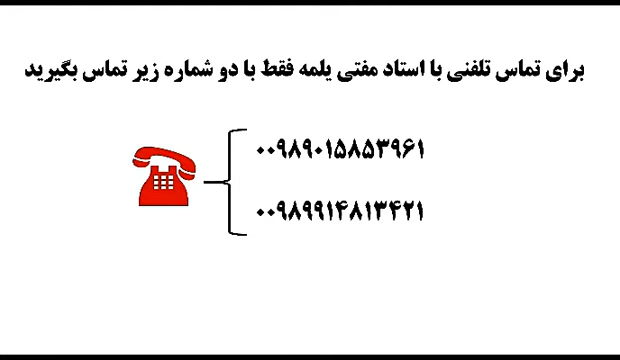 برای تماس تلفنی با استاد مفتی یلمه فقط با دو شماره زیر تماس بگیرید
۰۰۹۸۹۰۱۵۸۵۳۹۶۱
۰۰۹۸۹۹۱۴۸۱۳۴۲۱